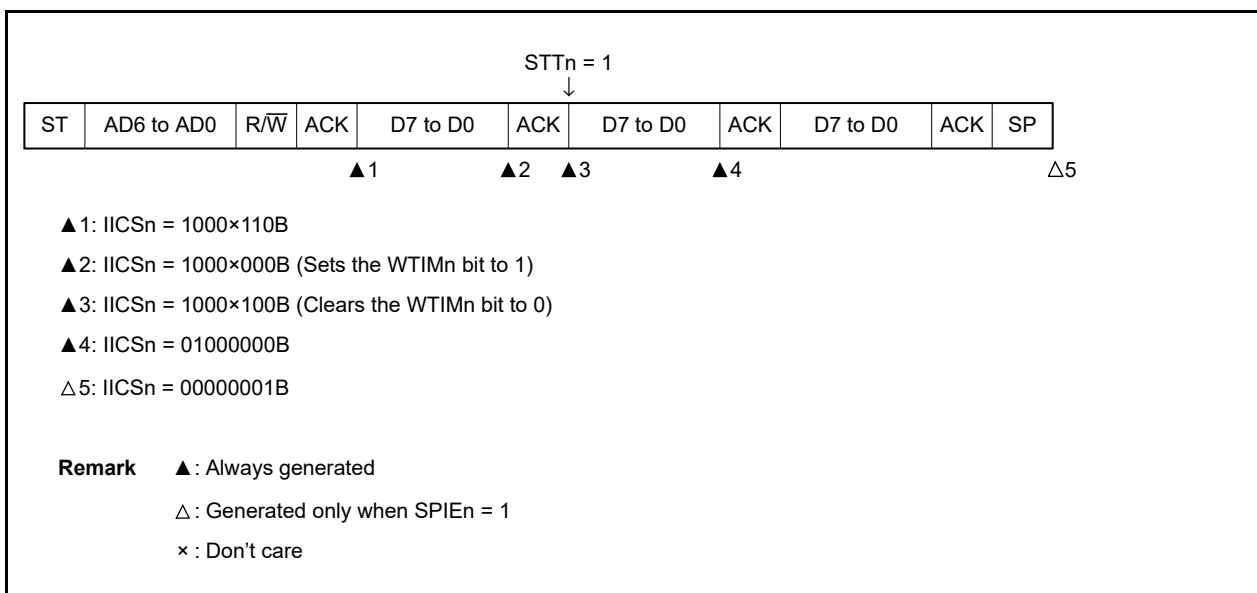 STTn = 1
↓
ST AD6 to AD0 R/W̅ ACK D7 to D0 ACK D7 to D0 ACK D7 to D0 ACK SP
▲1 ▲2 ▲3 ▲4 △5
▲1: IICSn = 1000×110B
▲2: IICSn = 1000×000B (Sets the WTIMn bit to 1)
▲3: IICSn = 1000×100B (Clears the WTIMn bit to 0)
▲4: IICSn = 01000000B
△5: IICSn = 00000001B
Remark ▲: Always generated
△: Generated only when SPIEn = 1
×: Don't care